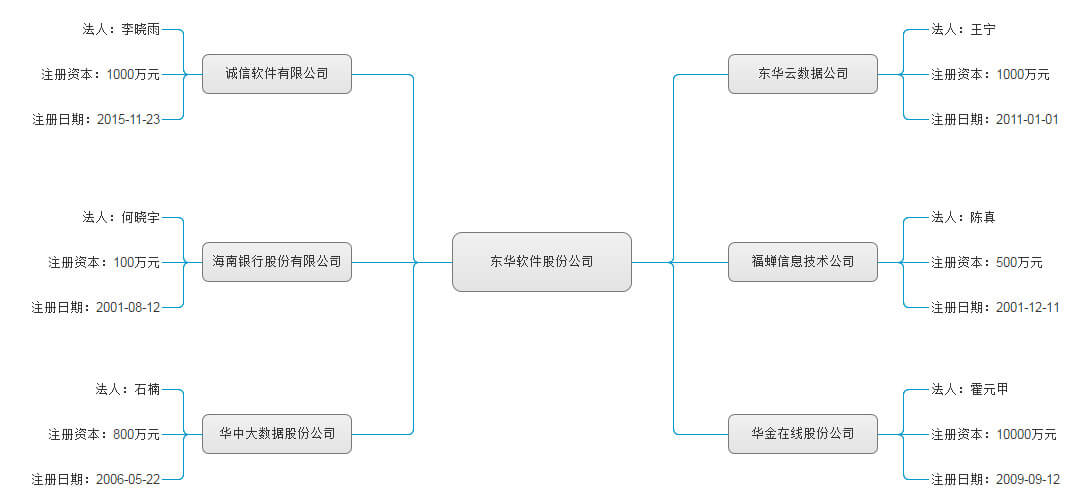 法人：李晓雨
注册资本：1000万元
注册日期：2015-11-23
诚信软件有限公司
法人：何晓宇
注册资本：100万元
注册日期：2001-08-12
海南银行股份有限公司
法人：石楠
注册资本：800万元
注册日期：2006-05-22
华中大数据股份公司
东华软件股份公司
东华云数据公司
法人：王宁
注册资本：1000万元
注册日期：2011-01-01
福蝉信息技术公司
法人：陈真
注册资本：500万元
注册日期：2001-12-11
华金在线股份公司
法人：霍元甲
注册资本：10000万元
注册日期：2009-09-12